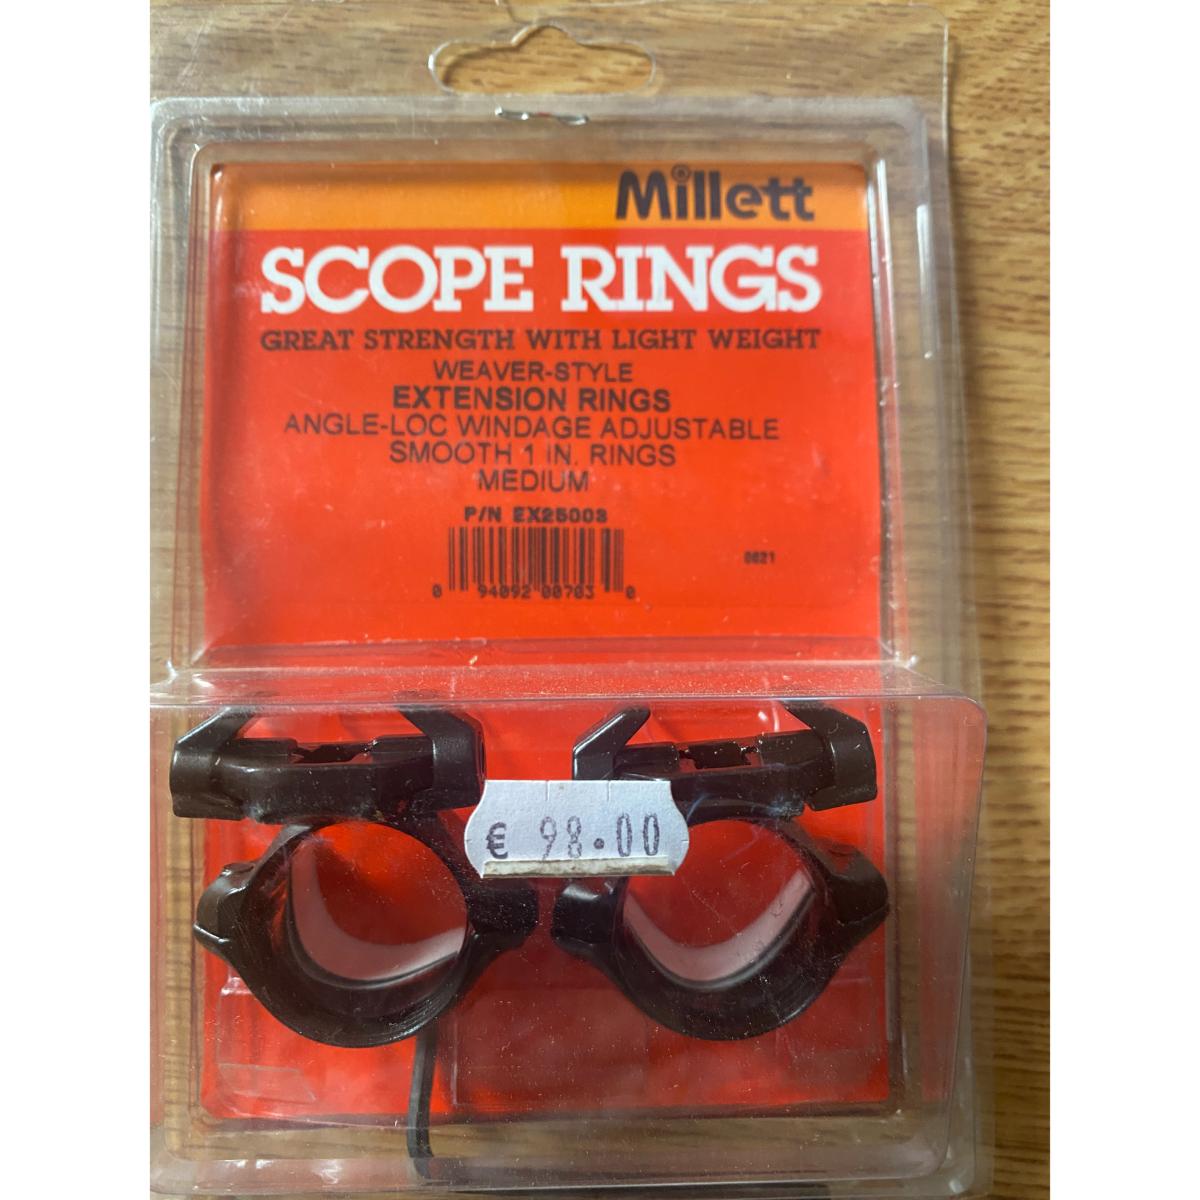 Millett
SCOPE RINGS
GREAT STRENGTH WITH LIGHT WEIGHT
WEAVER-STYLE
EXTENSION RINGS
ANGLE-LOC WINDAGE ADJUSTABLE
SMOOTH 1 IN. RINGS
MEDIUM
P/N EX25003
0621
0 94092 00703 0
€ 98.00